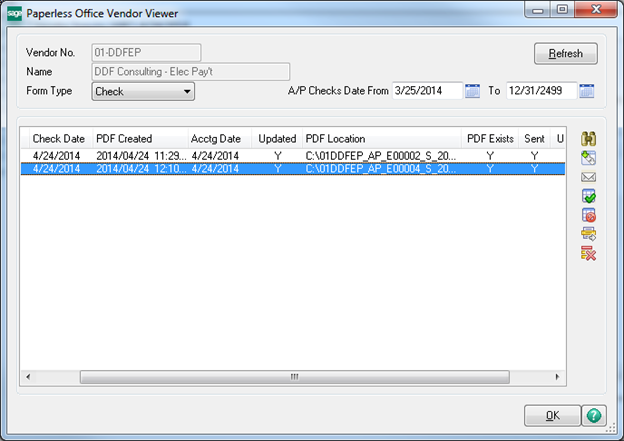 sage Paperless Office Vendor Viewer
Vendor No. 01-DDFEP Refresh
Name DDF Consulting - Elec Pay't
Form Type Check A/P Checks Date From 3/25/2014 To 12/31/2499
Check Date PDF Created Acctg Date Updated PDF Location PDF Exists Sent U
4/24/2014 2014/04/24 11:29... 4/24/2014 Y C:\01DDFEP_AP_E00002_S_20... Y Y
4/24/2014 2014/04/24 12:10... 4/24/2014 Y C:\01DDFEP_AP_E00004_S_20... Y Y
OK ?